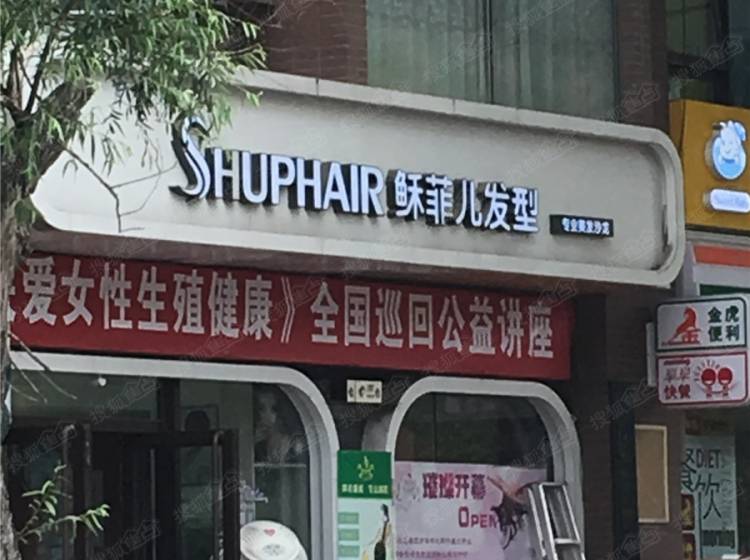 SHUPHAIR 稣菲儿发型
专业美发沙龙
爱女性生殖健康》全国巡回公益讲座
金虎
便利
快餐
璀璨开幕
OPEN
DIET
餐饮